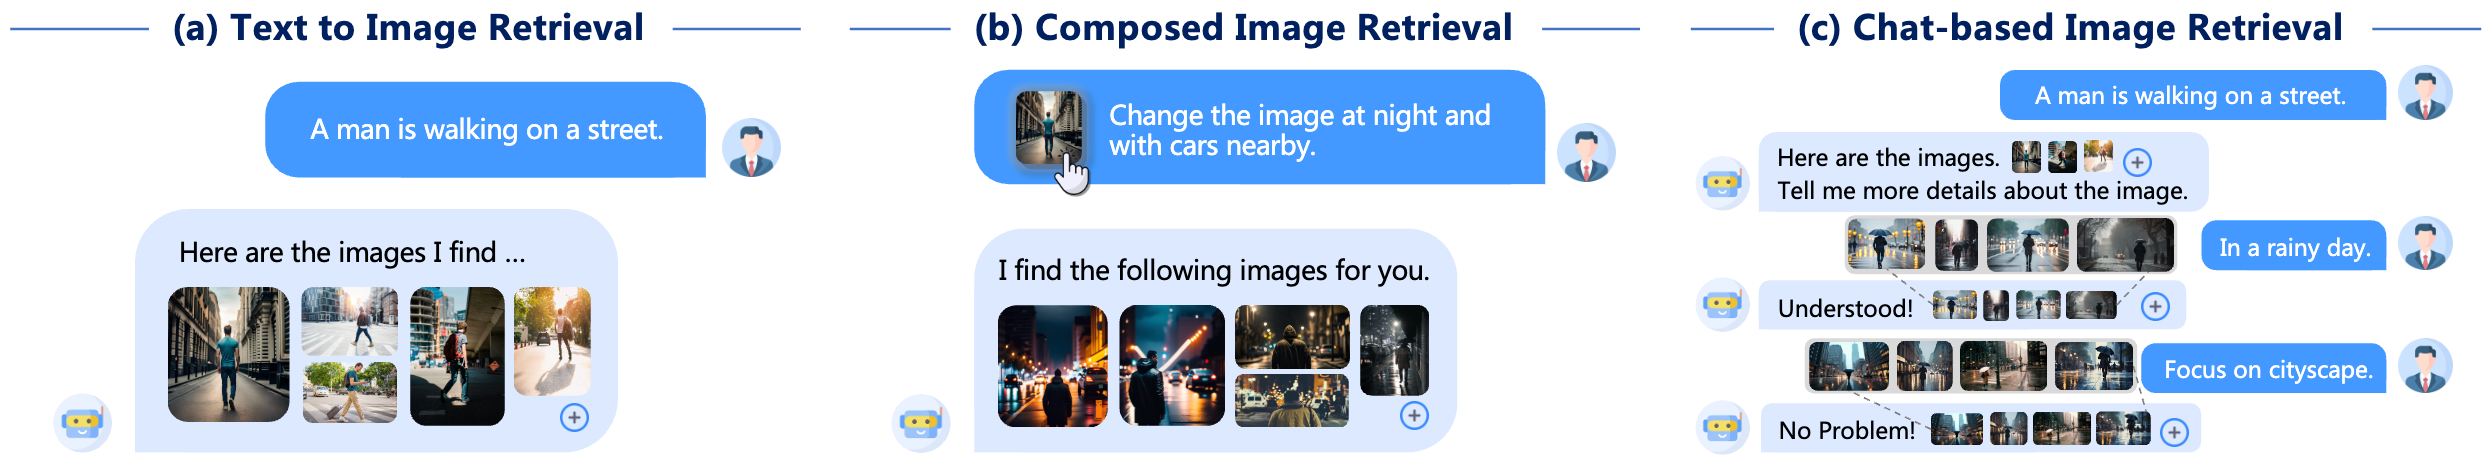 (a) Text to Image Retrieval
A man is walking on a street.
Here are the images I find ...
(b) Composed Image Retrieval
Change the image at night and
with cars nearby.
I find the following images for you.
(c) Chat-based Image Retrieval
A man is walking on a street.
Here are the images.
Tell me more details about the image.
In a rainy day.
Understood!
Focus on cityscape.
No Problem!